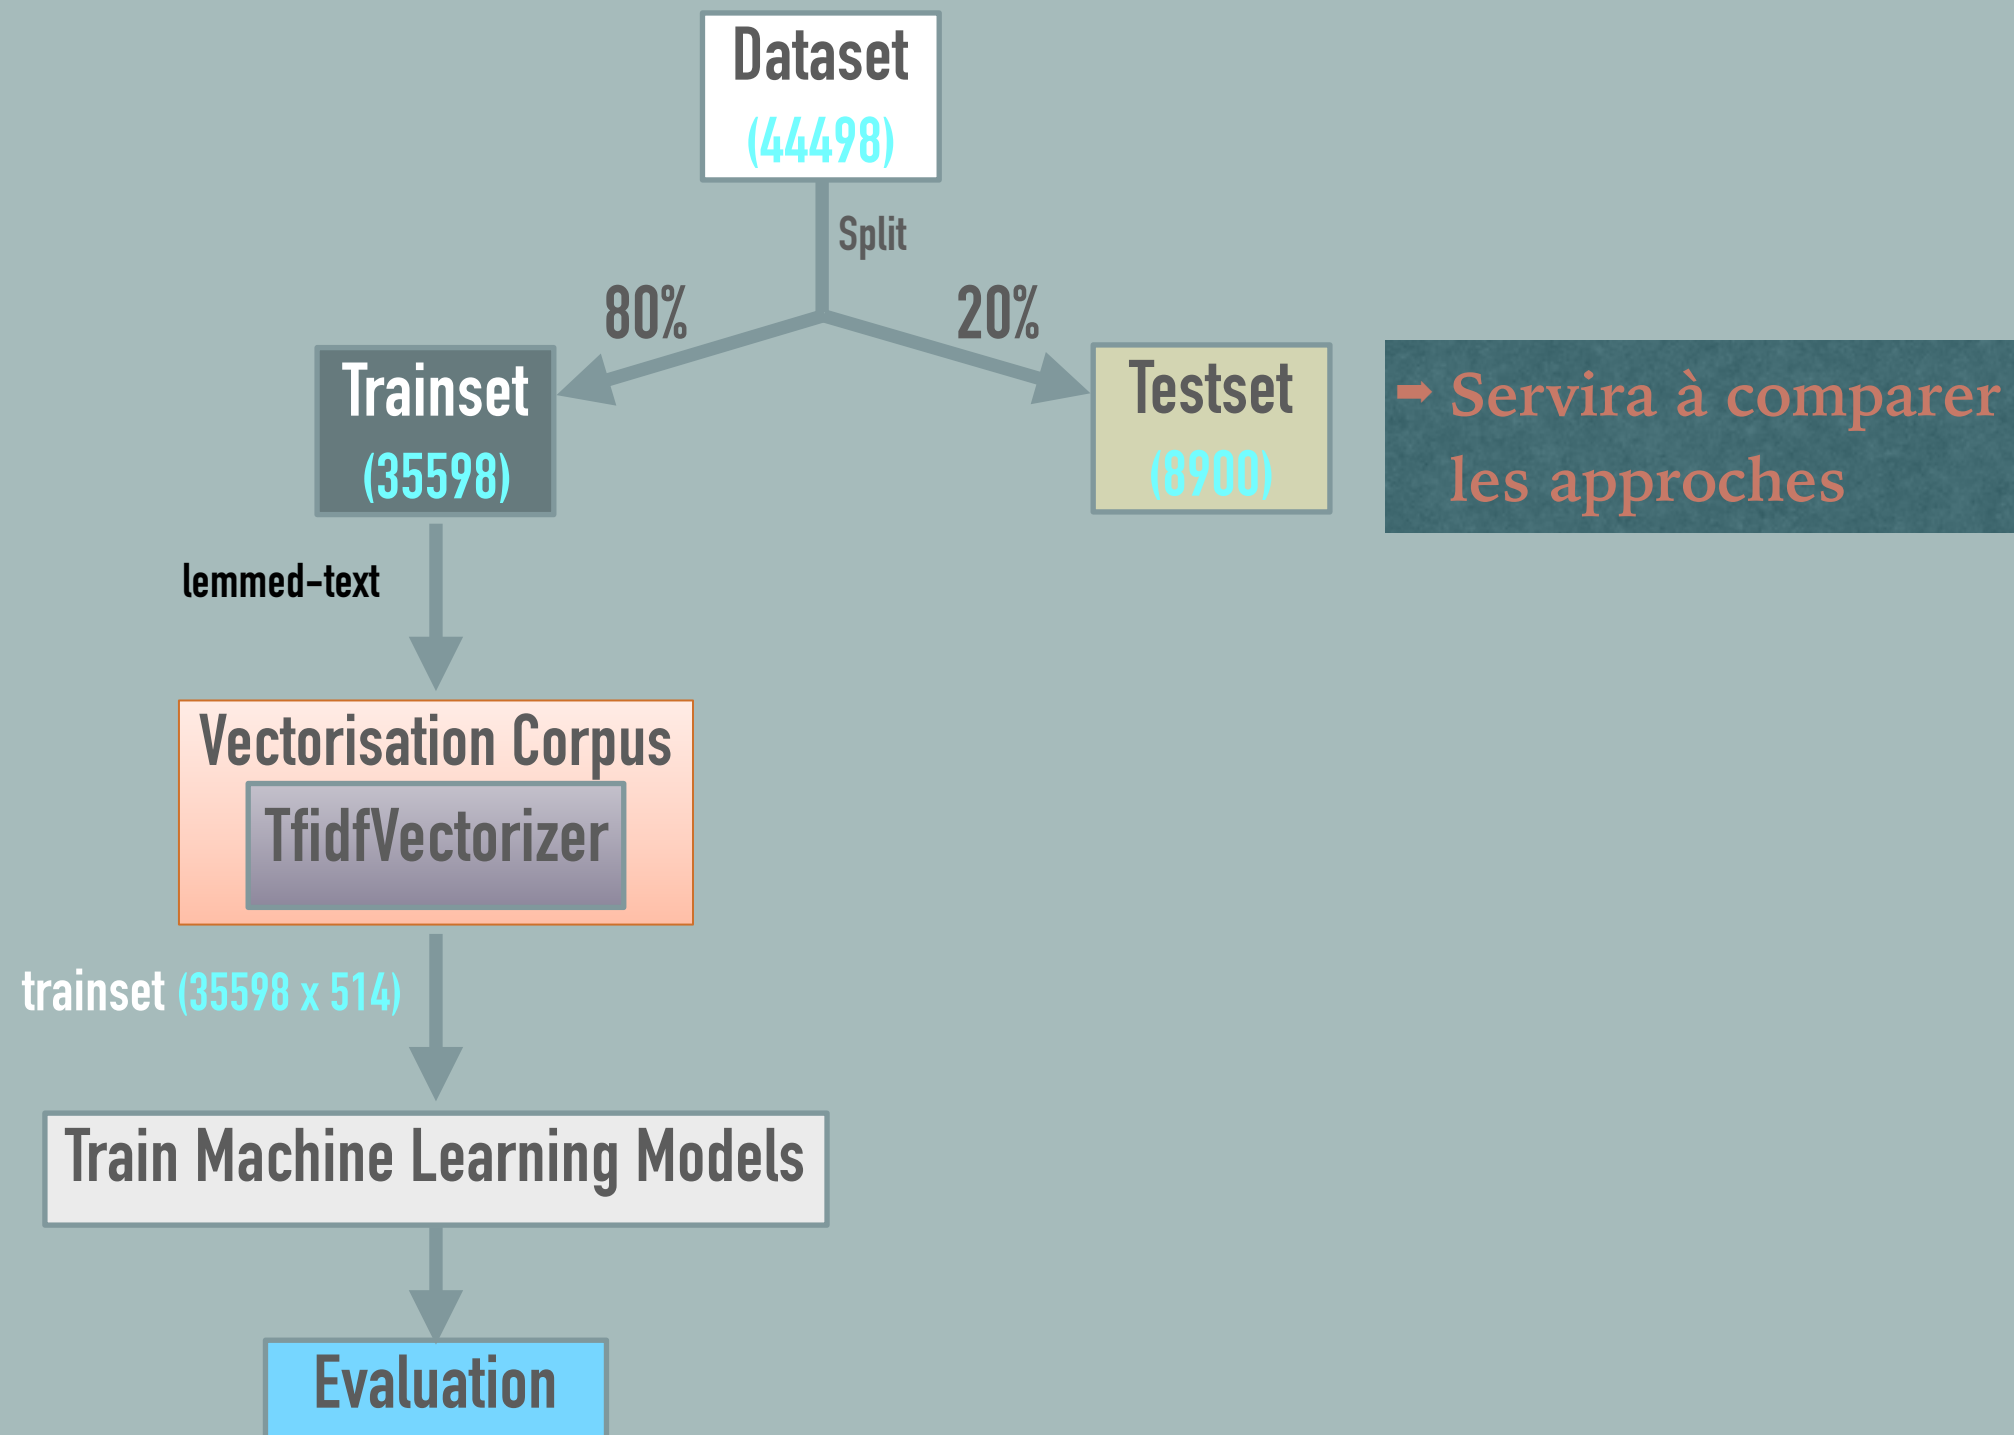 Dataset
(44498)
Split
80%
20%
Trainset
(35598)
Testset
(8900)
➡ Servira à comparer
les approches
lemmed-text
Vectorisation Corpus
TfidfVectorizer
trainset (35598 x 514)
Train Machine Learning Models
Evaluation